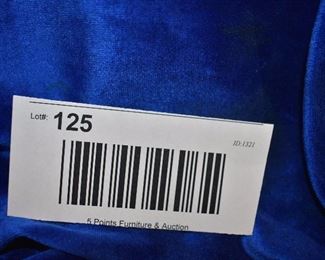 Lot#: 125
ID:1321
5 Points Furniture & Auction